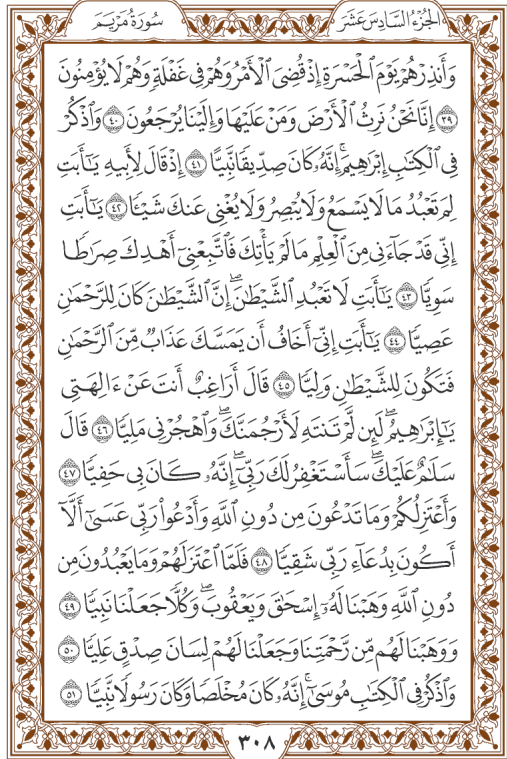 الجُزْءُ السَّادِسَ عَشَرَ
سُورَةُ مَرْيَمَ
وَأَنذِرْهُمْ يَوْمَ ٱلْحَسْرَةِ إِذْ قُضِيَ ٱلْأَمْرُ وَهُمْ فِي غَفْلَةٍ وَهُمْ لَا يُؤْمِنُونَ
٣٩ إِنَّا نَحْنُ نَرِثُ ٱلْأَرْضَ وَمَنْ عَلَيْهَا وَإِلَيْنَا يُرْجَعُونَ ٤٠ وَٱذْكُرْ
فِي ٱلْكِتَٰبِ إِبْرَٰهِيمَۚ إِنَّهُۥ كَانَ صِدِّيقًا نَّبِيًّا ٤١ إِذْ قَالَ لِأَبِيهِ يَٰٓأَبَتِ
لِمَ تَعْبُدُ مَا لَا يَسْمَعُ وَلَا يُبْصِرُ وَلَا يُغْنِي عَنكَ شَيْـًٔا ٤٢ يَٰٓأَبَتِ
إِنِّي قَدْ جَآءَنِي مِنَ ٱلْعِلْمِ مَا لَمْ يَأْتِكَ فَٱتَّبِعْنِيٓ أَهْدِكَ صِرَٰطًا
سَوِيًّا ٤٣ يَٰٓأَبَتِ لَا تَعْبُدِ ٱلشَّيْطَٰنَۖ إِنَّ ٱلشَّيْطَٰنَ كَانَ لِلرَّحْمَٰنِ
عَصِيًّا ٤٤ يَٰٓأَبَتِ إِنِّيٓ أَخَافُ أَن يَمَسَّكَ عَذَابٌ مِّنَ ٱلرَّحْمَٰنِ
فَتَكُونَ لِلشَّيْطَٰنِ وَلِيًّا ٤٥ قَالَ أَرَاغِبٌ أَنتَ عَنْ ءَالِهَتِي
يَٰٓإِبْرَٰهِيمُۖ لَئِن لَّمْ تَنتَهِ لَأَرْجُمَنَّكَۖ وَٱهْجُرْنِي مَلِيًّا ٤٦ قَالَ
سَلَٰمٌ عَلَيْكَۖ سَأَسْتَغْفِرُ لَكَ رَبِّيٓۖ إِنَّهُۥ كَانَ بِي حَفِيًّا ٤٧
وَأَعْتَزِلُكُمْ وَمَا تَدْعُونَ مِن دُونِ ٱللَّهِ وَأَدْعُوا۟ رَبِّي عَسَىٰٓ أَلَّآ
أَكُونَ بِدُعَآءِ رَبِّي شَقِيًّا ٤٨ فَلَمَّا ٱعْتَزَلَهُمْ وَمَا يَعْبُدُونَ مِن
دُونِ ٱللَّهِ وَهَبْنَا لَهُۥٓ إِسْحَٰقَ وَيَعْقُوبَۖ وَكُلًّا جَعَلْنَا نَبِيًّا ٤٩
وَوَهَبْنَا لَهُم مِّن رَّحْمَتِنَا وَجَعَلْنَا لَهُمْ لِسَانَ صِدْقٍ عَلِيًّا ٥٠
وَٱذْكُرْ فِي ٱلْكِتَٰبِ مُوسَىٰٓۚ إِنَّهُۥ كَانَ مُخْلَصًا وَكَانَ رَسُولًا نَّبِيًّا ٥١
٣٠٨